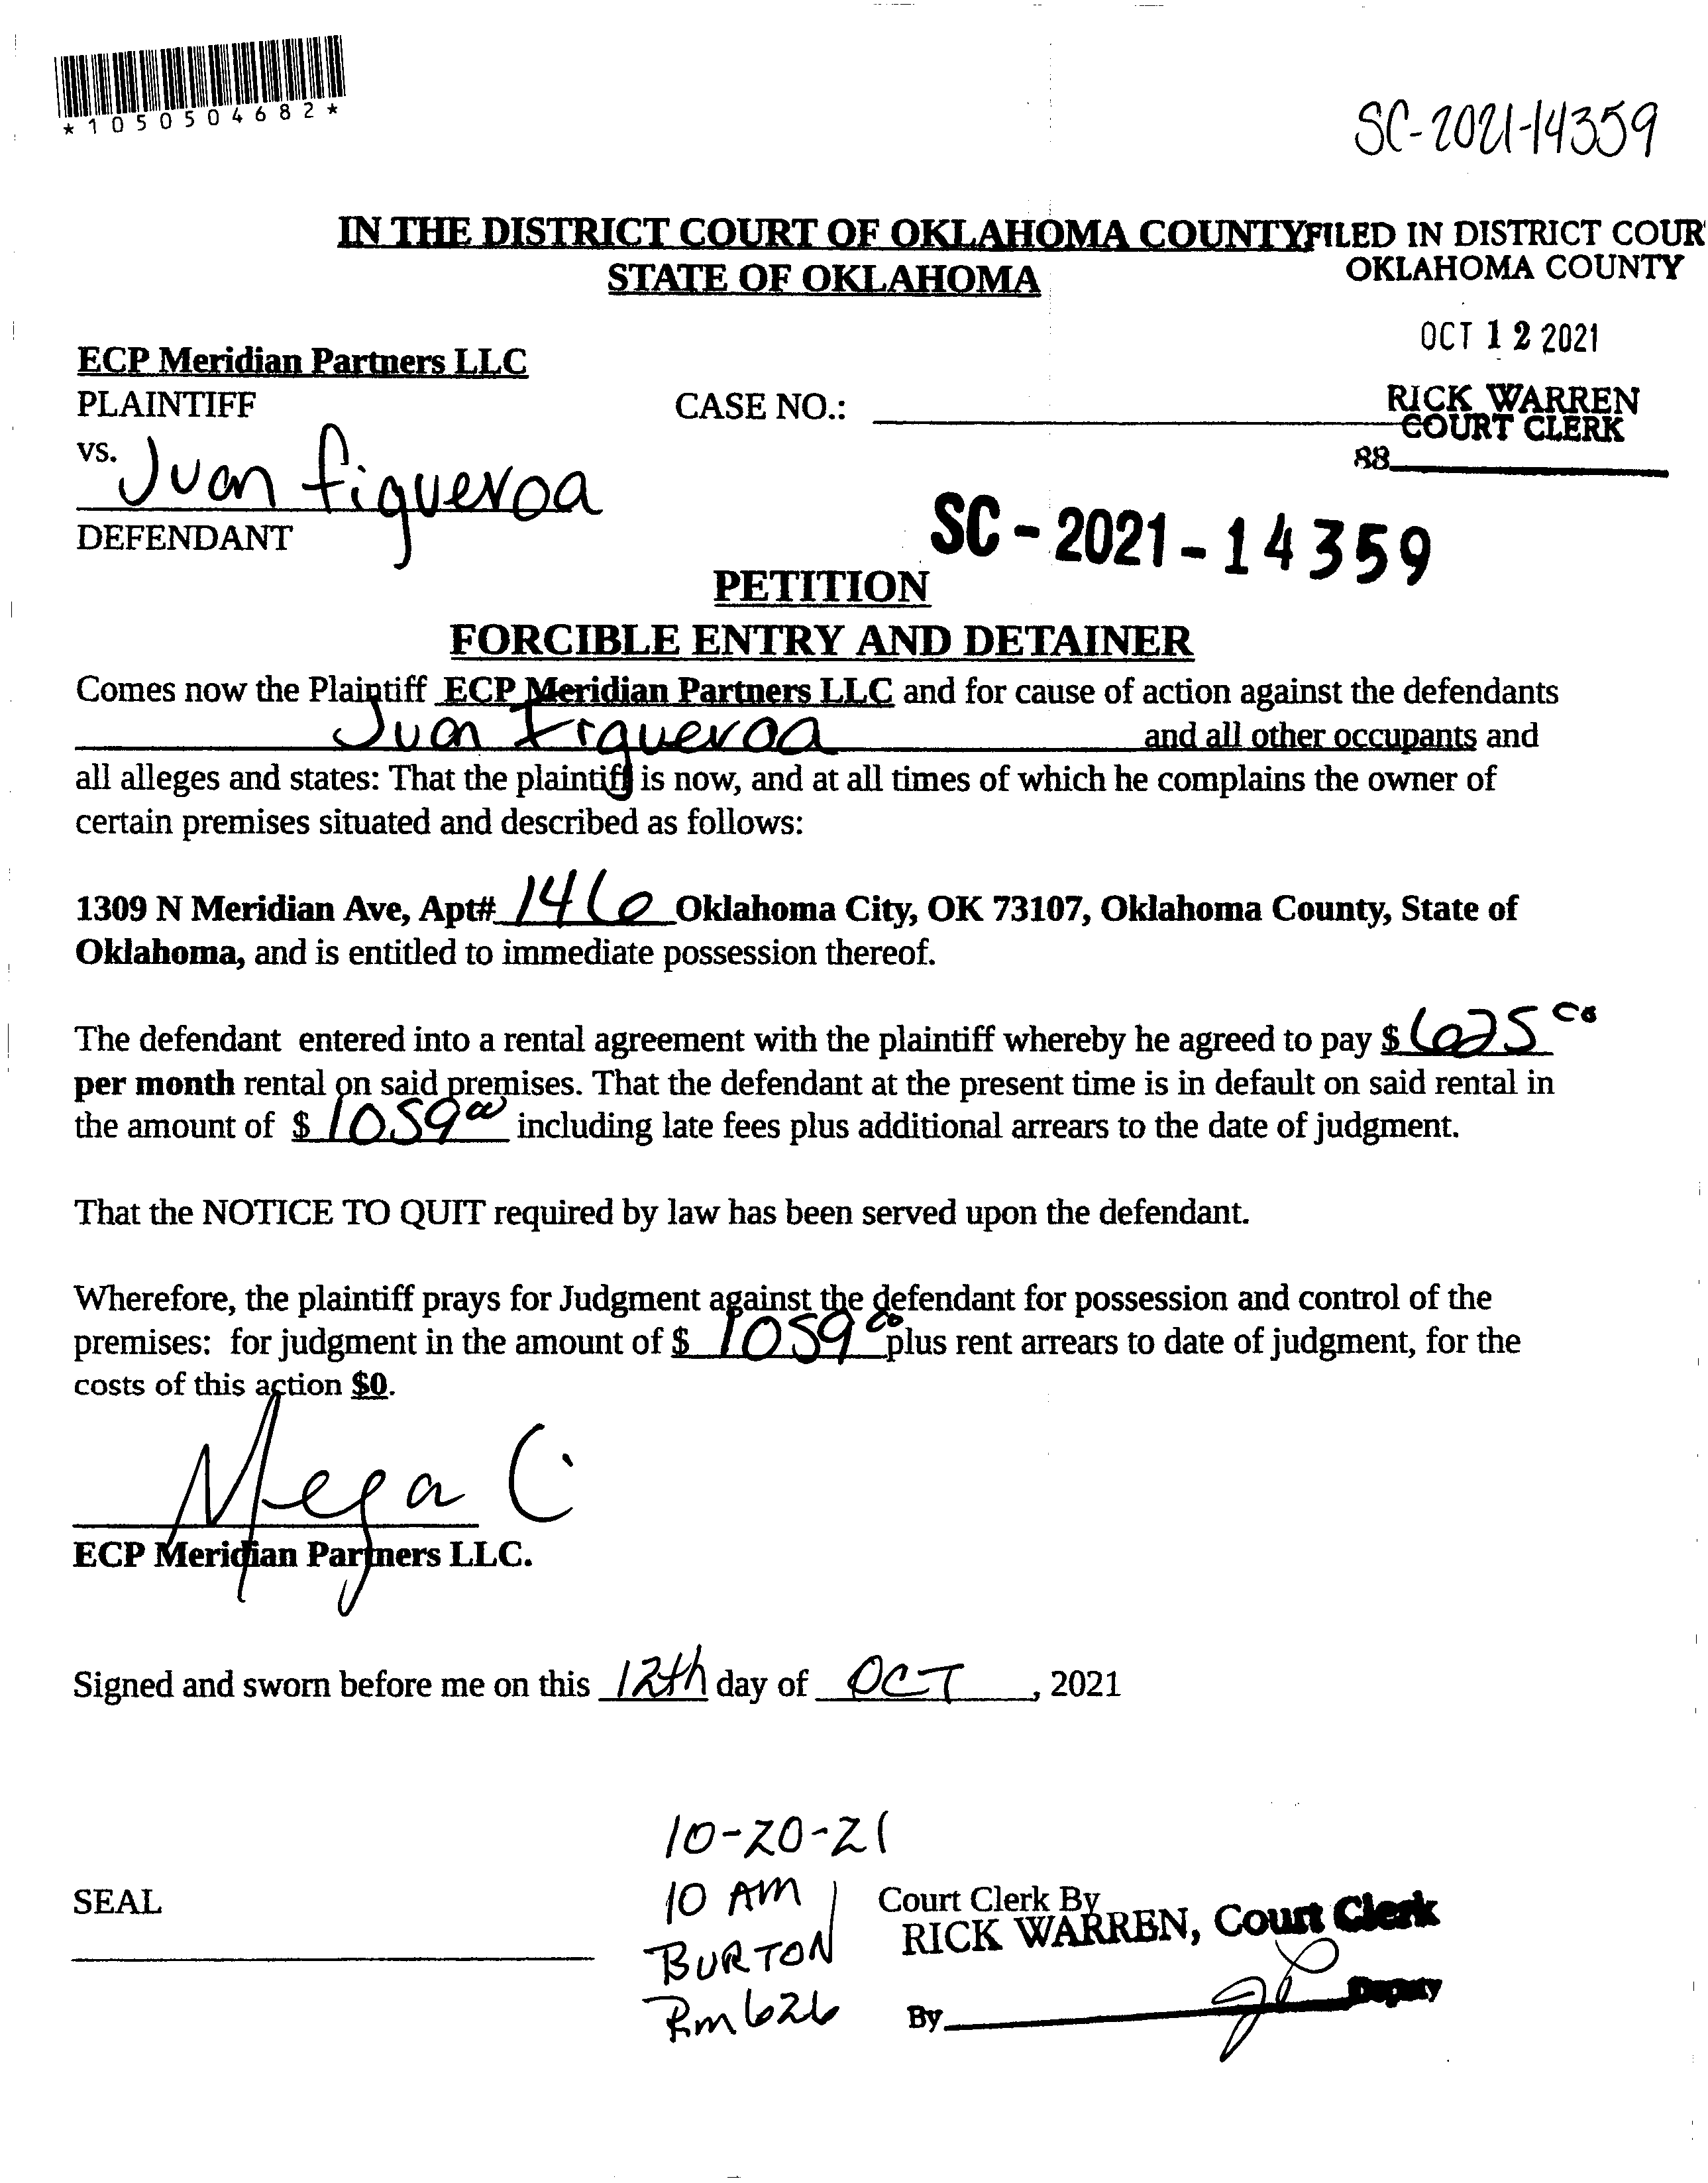 *1050504682*
SC-2021-14359
IN THE DISTRICT COURT OF OKLAHOMA COUNTY
STATE OF OKLAHOMA
FILED IN DISTRICT COUR
OKLAHOMA COUNTY
OCT 12 2021
RICK WARREN
COURT CLERK
88
ECP Meridian Partners LLC
PLAINTIFF
CASE NO.:
vs. Juan Figueroa
DEFENDANT
SC-2021-14359
PETITION
FORCIBLE ENTRY AND DETAINER
Comes now the Plaintiff ECP Meridian Partners LLC and for cause of action against the defendants
Juan Figueroa and all other occupants and
all alleges and states: That the plaintiff is now, and at all times of which he complains the owner of
certain premises situated and described as follows:
1309 N Meridian Ave, Apt# 146 Oklahoma City, OK 73107, Oklahoma County, State of
Oklahoma, and is entitled to immediate possession thereof.
The defendant entered into a rental agreement with the plaintiff whereby he agreed to pay $ 625 00
per month rental on said premises. That the defendant at the present time is in default on said rental in
the amount of $ 1059 00 including late fees plus additional arrears to the date of judgment.
That the NOTICE TO QUIT required by law has been served upon the defendant.
Wherefore, the plaintiff prays for Judgment against the defendant for possession and control of the
premises: for judgment in the amount of $ 1059 00 plus rent arrears to date of judgment, for the
costs of this action $0.
ECP Meridian Partners LLC.
Signed and sworn before me on this 12th day of OCT, 2021
10-20-21
10 AM
BURTON
Rm 626
SEAL
Court Clerk By
RICK WARREN, Court Clerk
By Deputy